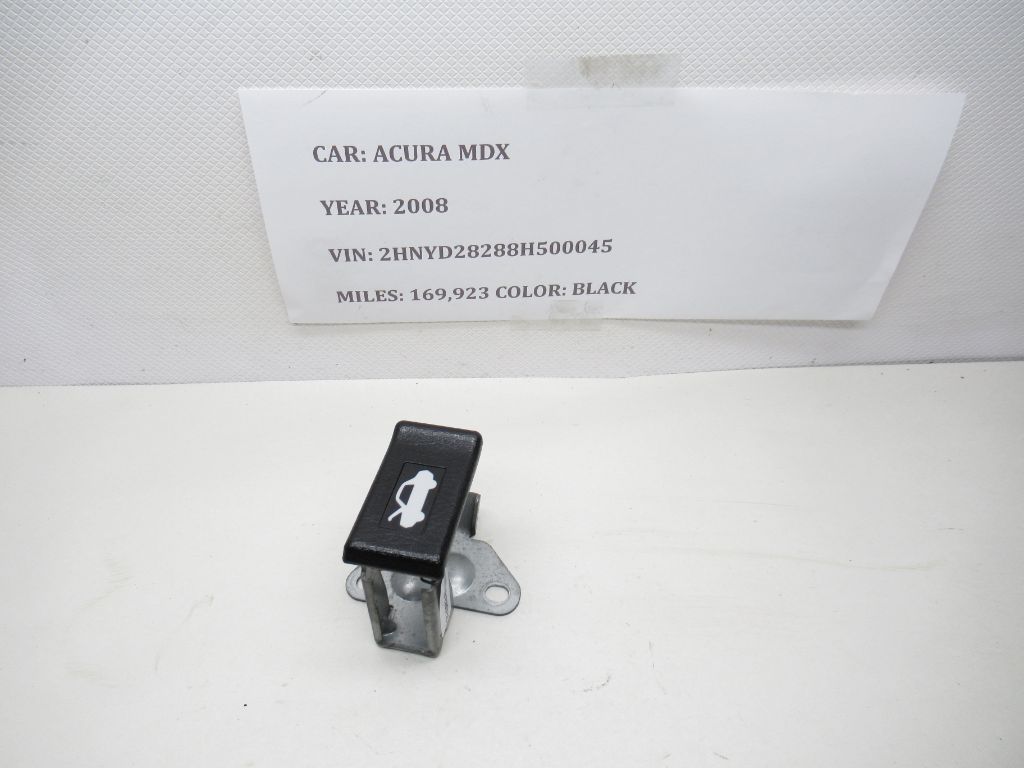 CAR: ACURA MDX
YEAR: 2008
VIN: 2HNYD28288H500045
MILES: 169,923 COLOR: BLACK